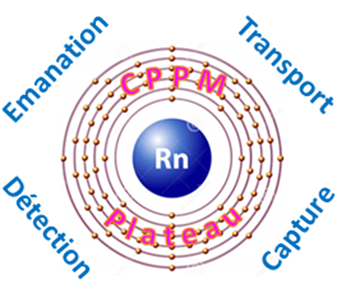 Emanation
Transport
CPPM
Rn
Plateau
Détection
Capture